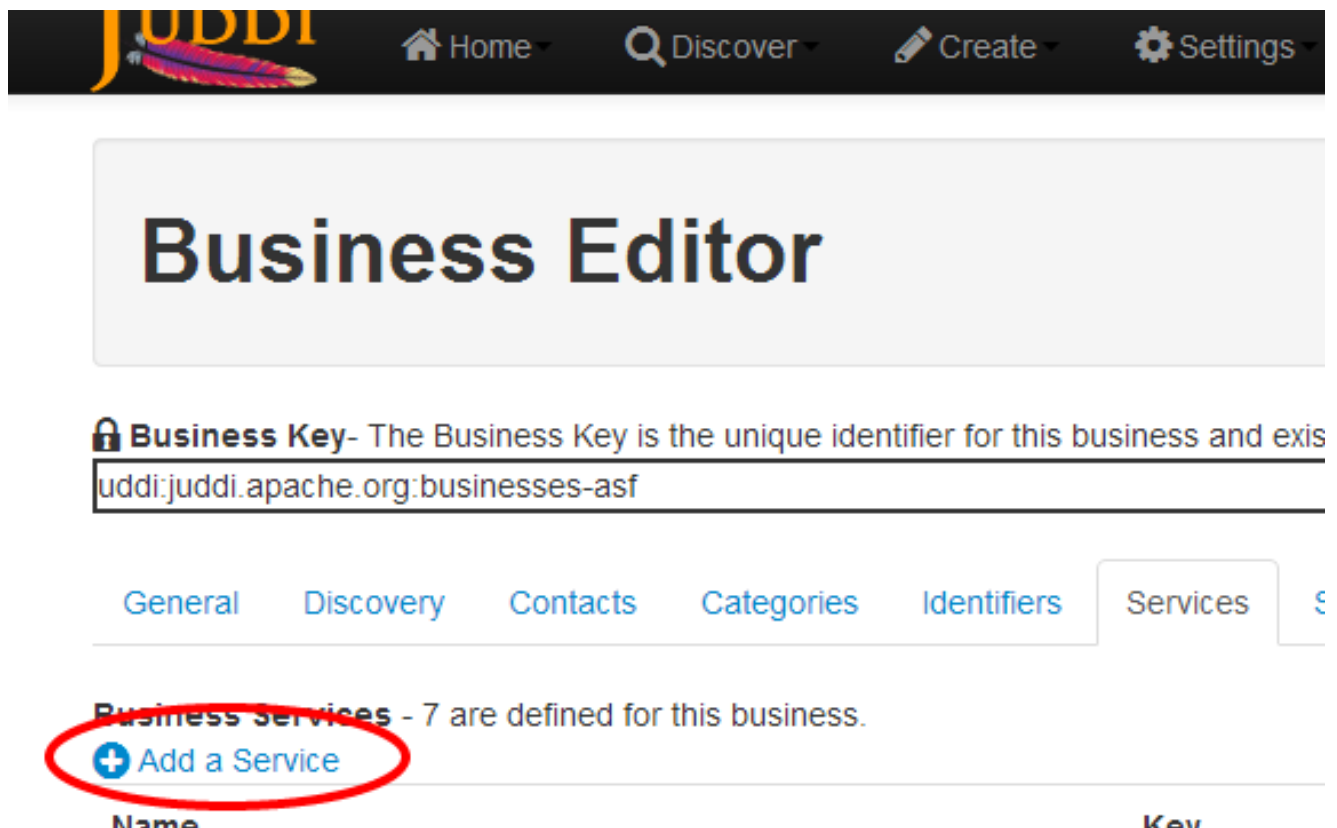 jUDDI
Home Discover Create Settings
Business Editor
Business Key- The Business Key is the unique identifier for this business and exis
uddi:juddi.apache.org:businesses-asf
General Discovery Contacts Categories Identifiers Services S
Business Services - 7 are defined for this business.
Add a Service
Name Key